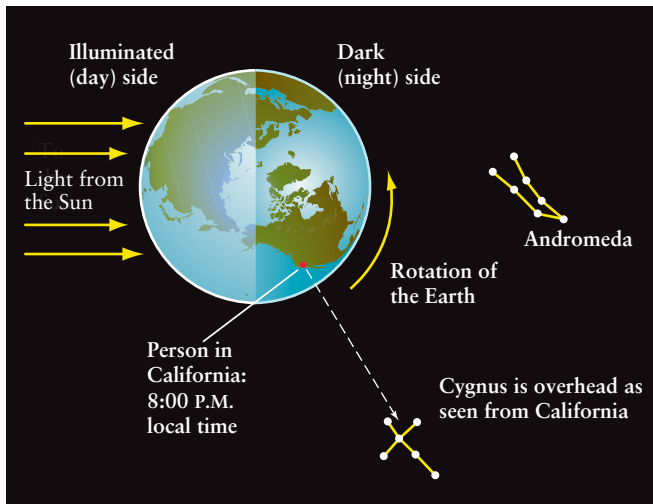 Illuminated
(day) side
Dark
(night) side
To
Light from
the Sun
Andromeda
Rotation of
the Earth
Person in
California:
8:00 P.M.
local time
Cygnus is overhead as
seen from California